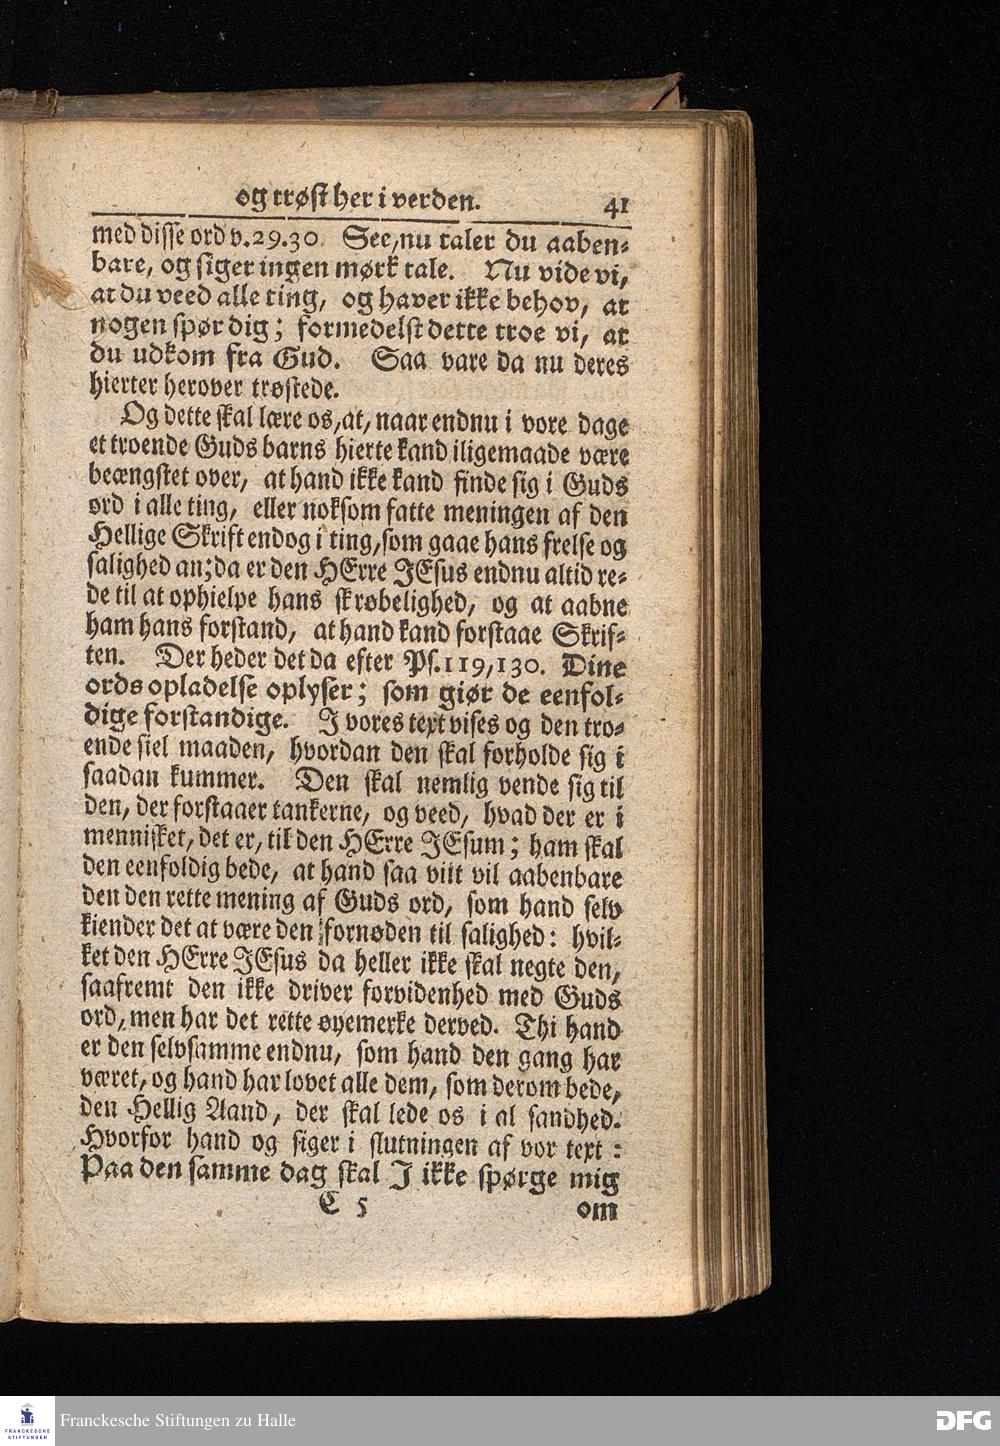 og trøst her i verden. 41
med disse ord v.29.30. See, nu taler du aaben-
bare, og siger ingen mørk tale. Nu vide vi,
at du veed alle ting, og haver ikke behov, at
nogen spør dig; formedelst dette troe vi, at
du udkom fra Gud. Saa vare da nu deres
hierter herover trøstede.
Og dette skal lære os, at, naar endnu i vore dage
et troende Guds barns hierte kand iligemaade være
beængstet over, at hand ikke kand finde sig i Guds
ord i alle ting, eller noksom fatte meningen af den
Hellige Skrift endog i ting, som gaae hans frelse og
salighed an; da er den HErre JEsus endnu altid re-
de til at ophielpe hans skrøbelighed, og at aabne
ham hans forstand, at hand kand forstaae Skrif-
ten. Der heder det da efter Ps. 119, 130. Dine
ords opladelse oplyser; som giør de eenfol-
dige forstandige. I vores text vises og den tro-
ende siel maaden, hvordan den skal forholde sig i
saadan kummer. Den skal nemlig vende sig til
den, der forstaaer tankerne, og veed, hvad der er i
mennisket, det er, til den HErre JEsum; ham skal
den eenfoldig bede, at hand saa viit vil aabenbare
den den rette mening af Guds ord, som hand selv
kiender det at være den fornøden til salighed: hvil-
ket den HErre JEsus da heller ikke skal negte den,
saafremt den ikke driver forvidenhed med Guds
ord, men har det rette øyemerke derved. Thi hand
er den selvsamme endnu, som hand den gang har
været, og hand har lovet alle dem, som derom bede,
den Hellig Aand, der skal lede os i al sandhed.
Hvorfor hand og siger i slutningen af vor text:
Paa den samme dag skal I ikke spørge mig
C 5 om
FRANCKESCHE STIFTUNGEN
Franckesche Stiftungen zu Halle
DFG